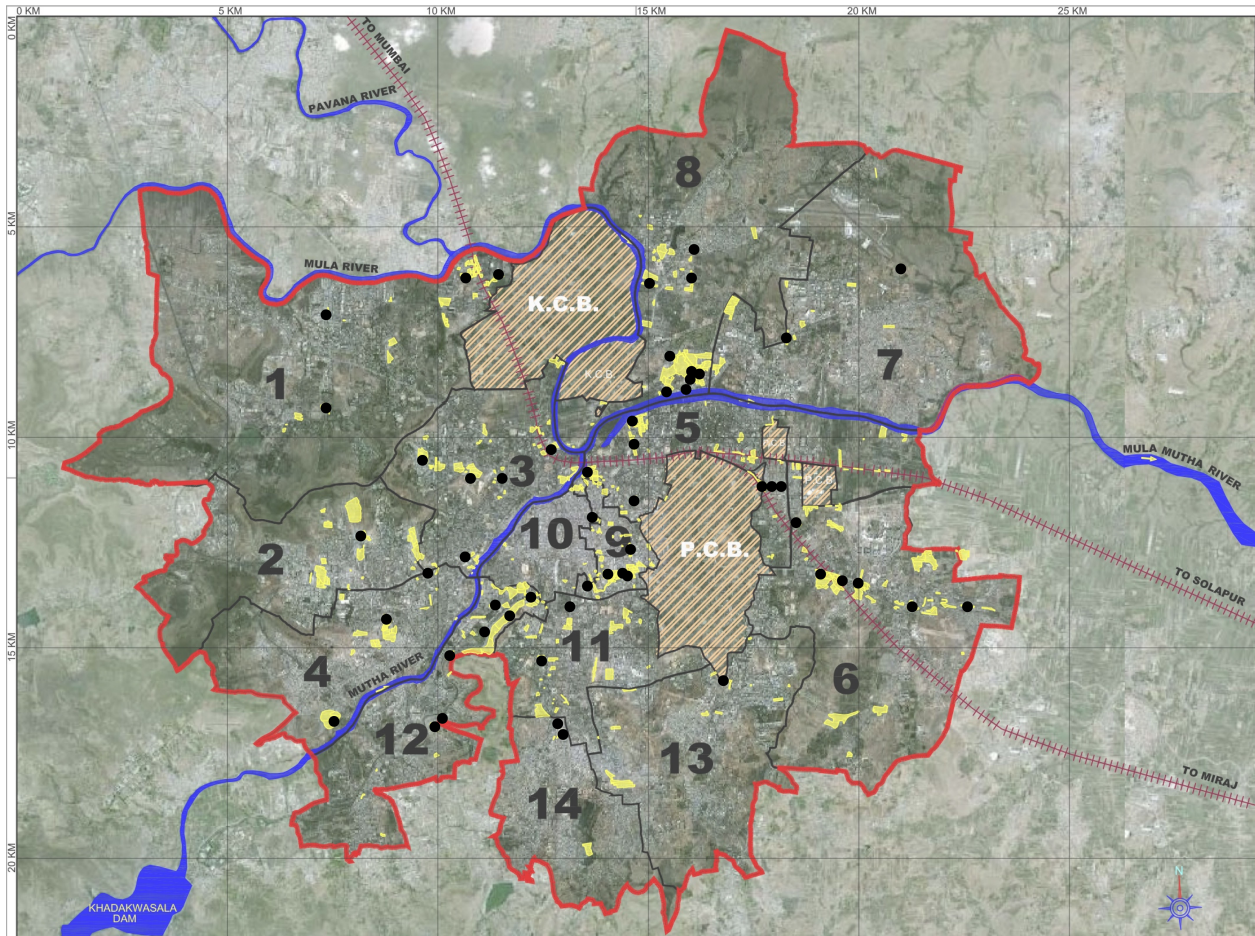 0 KM
5 KM
10 KM
15 KM
20 KM
25 KM
0 KM
TO MUMBAI
PAVANA RIVER
8
5 KM
MULA RIVER
K.C.B.
7
1
K.C.B.
5
10 KM
MULA MUTHA RIVER
3
P.C.B.
10
9
P.C.B.
2
TO SOLAPUR
11
15 KM
4
MUTHA RIVER
6
12
13
TO MIRAJ
14
20 KM
KHADAKWASALA
DAM
N